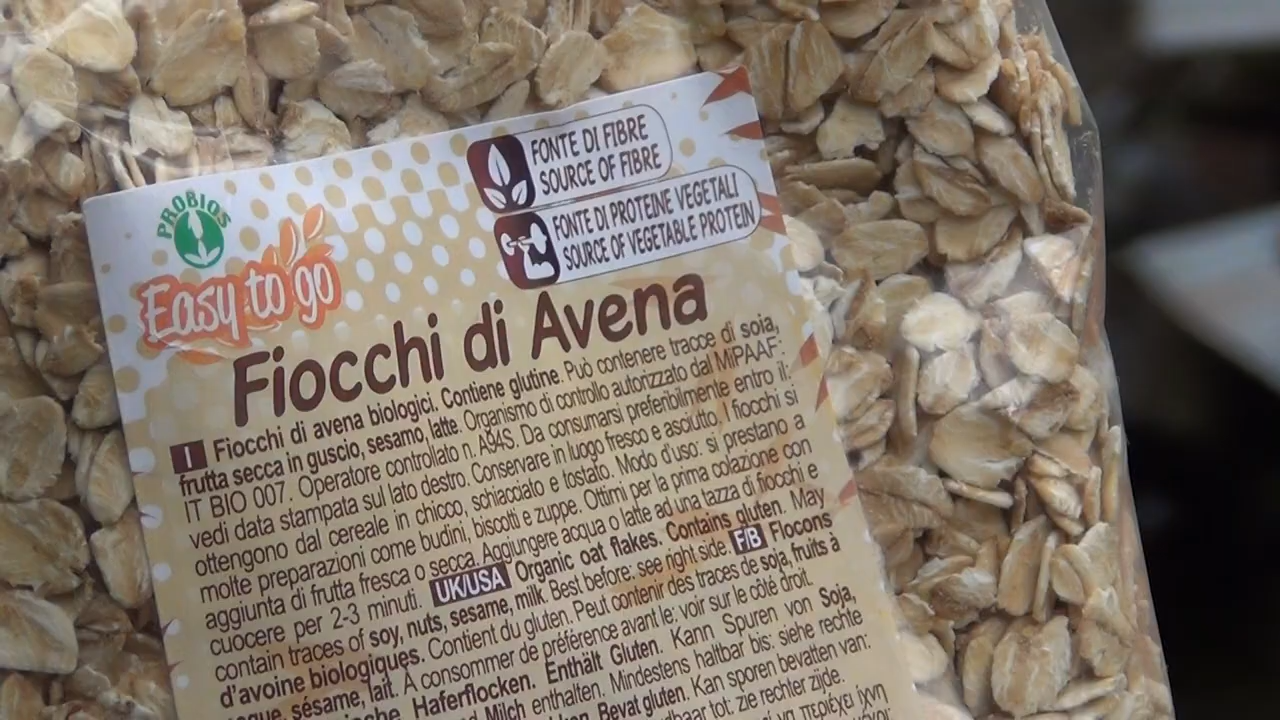 FONTE DI FIBRE
SOURCE OF FIBRE
FONTE DI PROTEINE VEGETALI
SOURCE OF VEGETABLE PROTEIN
PROBIOS
Easy to go
Fiocchi di Avena
I Fiocchi di avena biologici. Contiene glutine. Può contenere tracce di soia,
frutta secca in guscio, sesamo, latte. Organismo di controllo autorizzato dal MiPAAF:
IT BIO 007. Operatore controllato n. A94S. Da consumarsi preferibilmente entro il:
vedi data stampata sul lato destro. Conservare in luogo fresco e asciutto. I fiocchi si
ottengono dal cereale in chicco, schiacciato e tostato. Modo d'uso: si prestano a
molte preparazioni come budini, biscotti e zuppe. Ottimi per la prima colazione con
aggiunta di frutta fresca o secca. Aggiungere acqua o latte ad una tazza di fiocchi e
cuocere per 2-3 minuti. UK/USA Organic oat flakes. Contains gluten. May
contain traces of soy, nuts, sesame, milk. Best before: see right side. F/B Flocons
d'avoine biologiques. Contient du gluten. Peut contenir des traces de soja, fruits à
coque, sésame, lait. A consommer de préférence avant le: voir sur le côté droit.
Haferflocken. Enthält Gluten. Kann Spuren von Soja,
Milch enthalten. Mindestens haltbar bis: siehe rechte
Bevat gluten. Kan sporen bevatten van:
tot: zie rechter zijde.
να περιέχει ίχνη